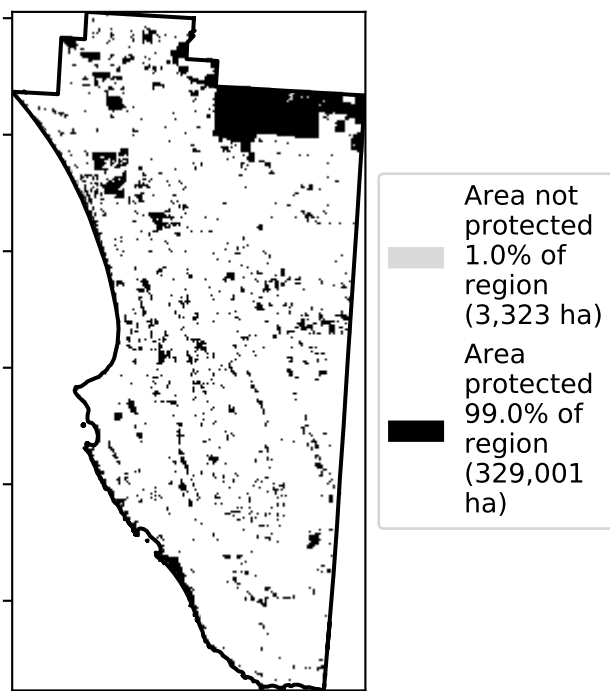 Area not
protected
1.0% of
region
(3,323 ha)
Area
protected
99.0% of
region
(329,001
ha)